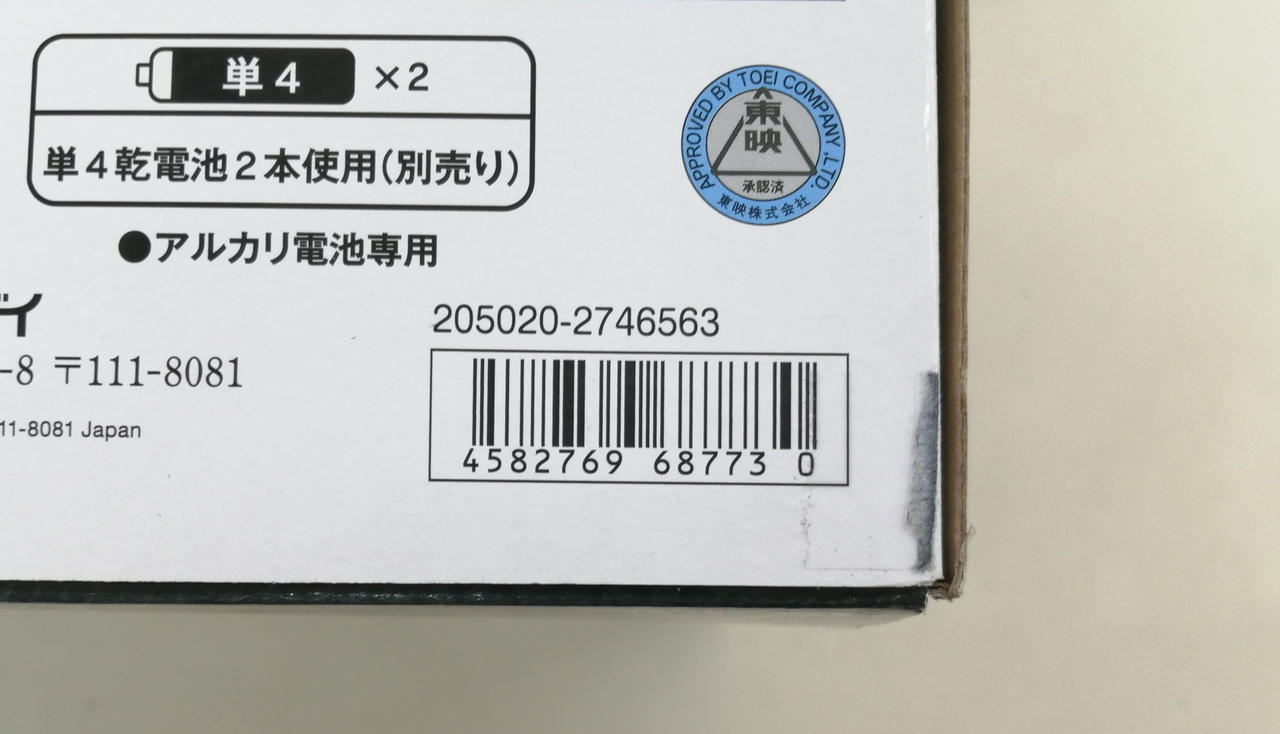 単4 ×2
単4乾電池2本使用(別売り)
●アルカリ電池専用
APPROVED BY TOEI COMPANY ,LTD.
東映
承認済
東映株式会社
イ
205020-2746563
-8 〒111-8081
11-8081 Japan
4582769 68773 0